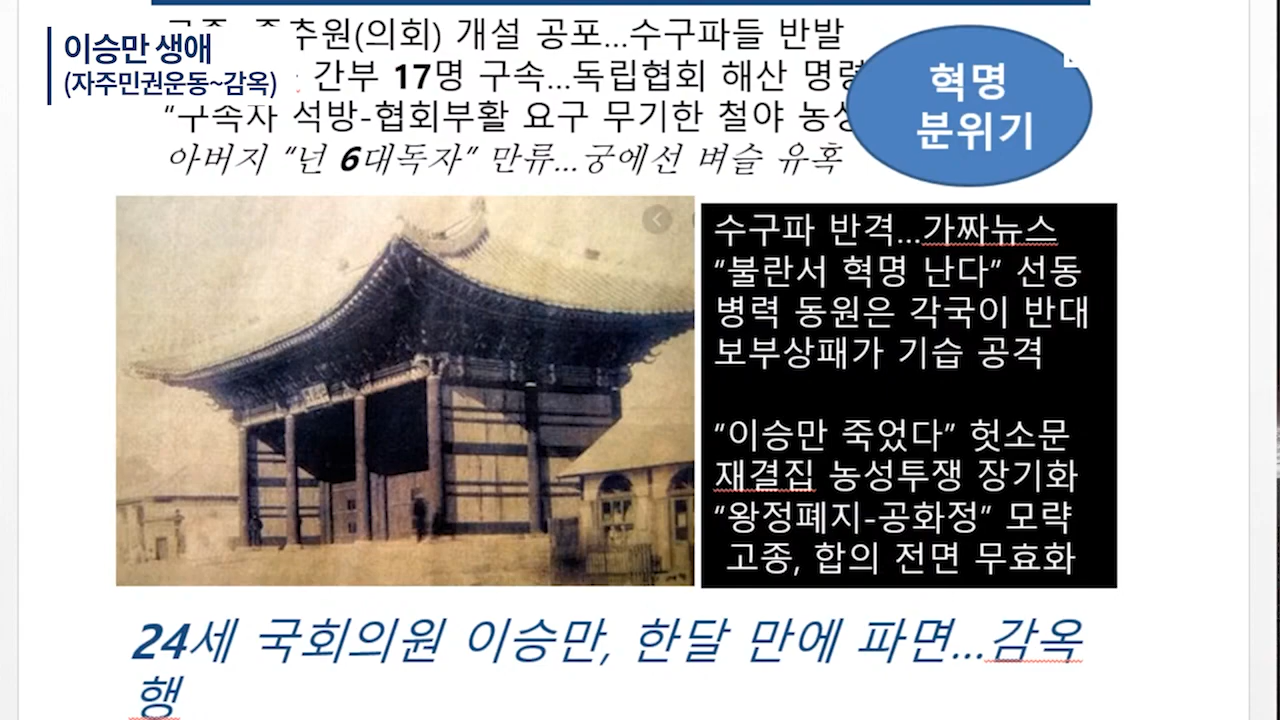 이승만 생애
(자주민권운동~감옥)
추원(의회) 개설 공포...수구파들 반발
간부 17명 구속...독립협회 해산 명령
"구속자 석방-협회부활 요구 무기한 철야 농성
아버지 "넌 6대독자" 만류...궁에선 벼슬 유혹
혁명
분위기
수구파 반격...가짜뉴스
"불란서 혁명 난다" 선동
병력 동원은 각국이 반대
보부상패가 기습 공격
"이승만 죽었다" 헛소문
재결집 농성투쟁 장기화
"왕정폐지-공화정" 모략
고종, 합의 전면 무효화
24세 국회의원 이승만, 한달 만에 파면...감옥
행